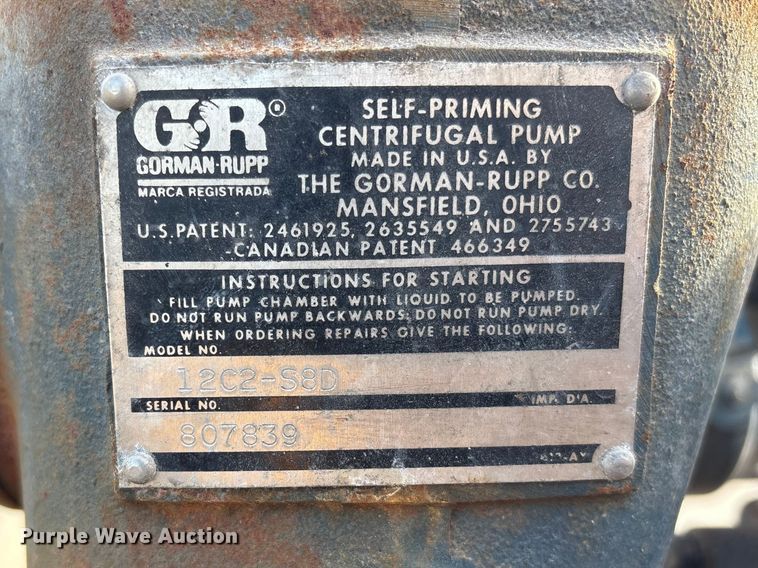 G·R ®
GORMAN-RUPP
MARCA REGISTRADA
SELF-PRIMING
CENTRIFUGAL PUMP
MADE IN U.S.A. BY
THE GORMAN-RUPP CO.
MANSFIELD, OHIO
U.S. PATENT: 2461925, 2635549 AND 2755743
-CANADIAN PATENT 466349
INSTRUCTIONS FOR STARTING
FILL PUMP CHAMBER WITH LIQUID TO BE PUMPED.
DO NOT RUN PUMP BACKWARDS; DO NOT RUN PUMP DRY.
WHEN ORDERING REPAIRS GIVE THE FOLLOWING:
MODEL NO.
12C2-S8D
SERIAL NO. IMP. DIA.
807839
Purple Wave Auction